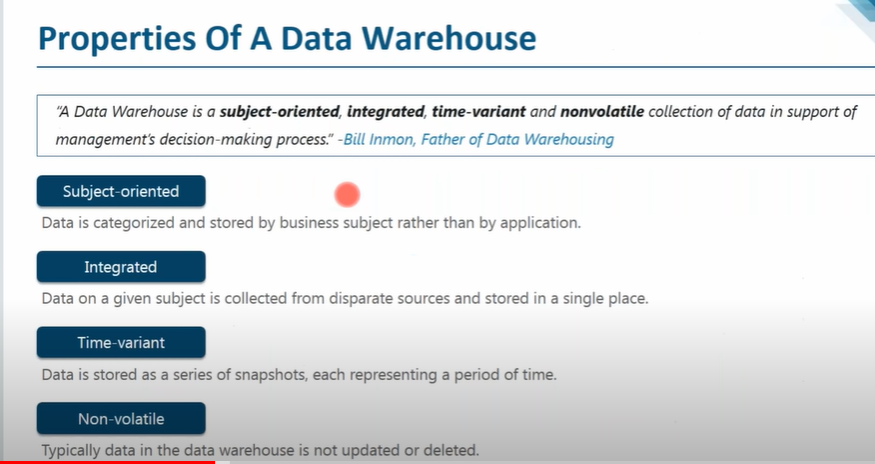 Properties Of A Data Warehouse
“A Data Warehouse is a subject-oriented, integrated, time-variant and nonvolatile collection of data in support of
management's decision-making process.” -Bill Inmon, Father of Data Warehousing
Subject-oriented
Data is categorized and stored by business subject rather than by application.
Integrated
Data on a given subject is collected from disparate sources and stored in a single place.
Time-variant
Data is stored as a series of snapshots, each representing a period of time.
Non-volatile
Typically data in the data warehouse is not updated or deleted.